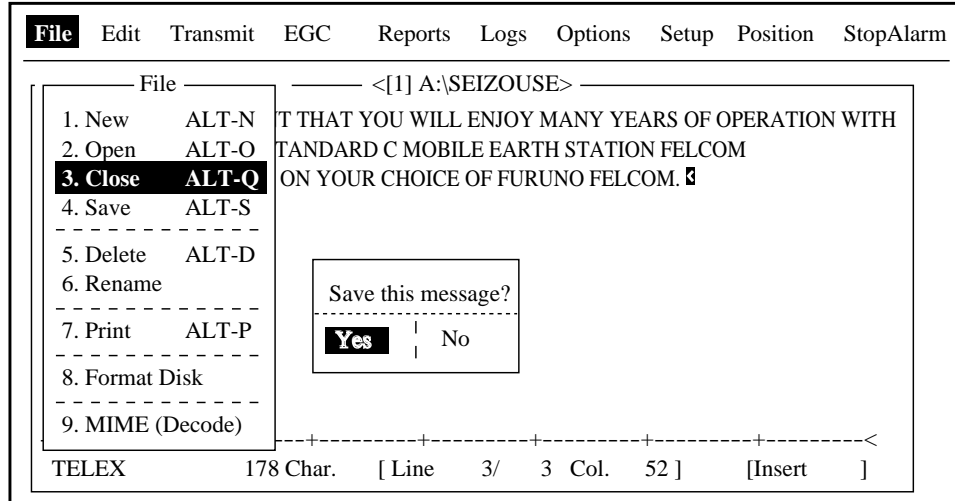 File Edit Transmit EGC Reports Logs Options Setup Position StopAlarm
File
<[1] A:\SEIZOUSE>
1. New ALT-N
2. Open ALT-O
3. Close ALT-Q
4. Save ALT-S
5. Delete ALT-D
6. Rename
7. Print ALT-P
8. Format Disk
9. MIME (Decode)
T THAT YOU WILL ENJOY MANY YEARS OF OPERATION WITH
TANDARD C MOBILE EARTH STATION FELCOM
ON YOUR CHOICE OF FURUNO FELCOM.
Save this message?
Yes No
TELEX 178 Char. [ Line 3/ 3 Col. 52 ] [Insert ]